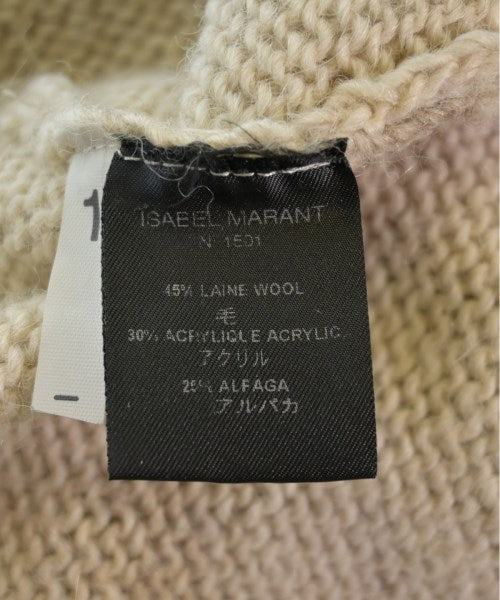 ISABEL MARANT
N° 1501
45% LAINE WOOL
毛
30% ACRYLIQUE ACRYLIC
アクリル
25% ALPAGA
アルパカ
1